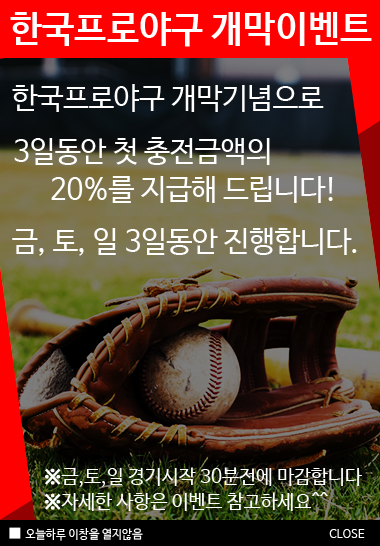 한국프로야구 개막이벤트
한국프로야구 개막기념으로
3일동안 첫 충전금액의
20%를 지급해 드립니다!
금, 토, 일 3일동안 진행합니다.
※금,토,일 경기시작 30분전에 마감합니다
※자세한 사항은 이벤트 참고하세요^^
오늘하루 이창을 열지않음
CLOSE